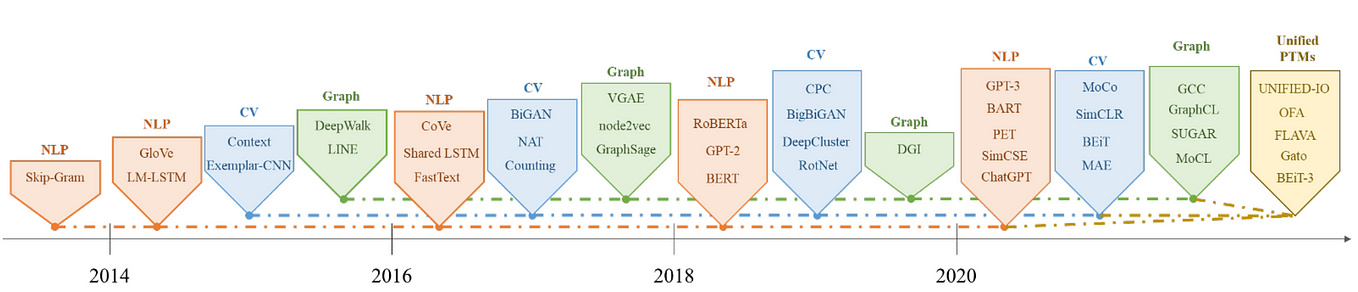 NLP
Skip-Gram
NLP
GloVe
LM-LSTM
CV
Context
Exemplar-CNN
Graph
DeepWalk
LINE
NLP
CoVe
Shared LSTM
FastText
CV
BiGAN
NAT
Counting
Graph
VGAE
node2vec
GraphSage
NLP
RoBERTa
GPT-2
BERT
CV
CPC
BigBiGAN
DeepCluster
RotNet
Graph
DGI
NLP
GPT-3
BART
PET
SimCSE
ChatGPT
CV
MoCo
SimCLR
BEiT
MAE
Graph
GCC
GraphCL
SUGAR
MoCL
Unified
PTMs
UNIFIED-IO
OFA
FLAVA
Gato
BEiT-3
2014
2016
2018
2020